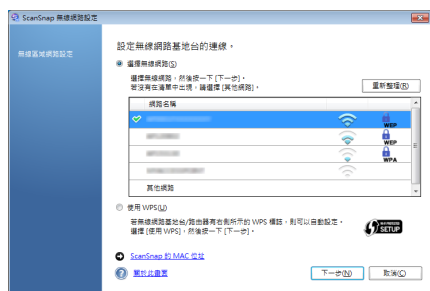 ScanSnap 無線網路設定
無線區域網路設定
設定無線網路基地台的連線。
選擇無線網路(S)
選擇無線網路，然後按一下 [下一步]。
若沒有在清單中出現，請選擇 [其他網路]。
重新整理(R)
網路名稱
WEP
WEP
WPA
其他網路
使用 WPS(U)
若無線網路基地台/路由器有右側所示的 WPS 標誌，則可以自動設定。
選擇 [使用 WPS]，然後按一下 [下一步]。
SETUP
ScanSnap 的 MAC 位址
關於此畫面
下一步(N)
取消(C)